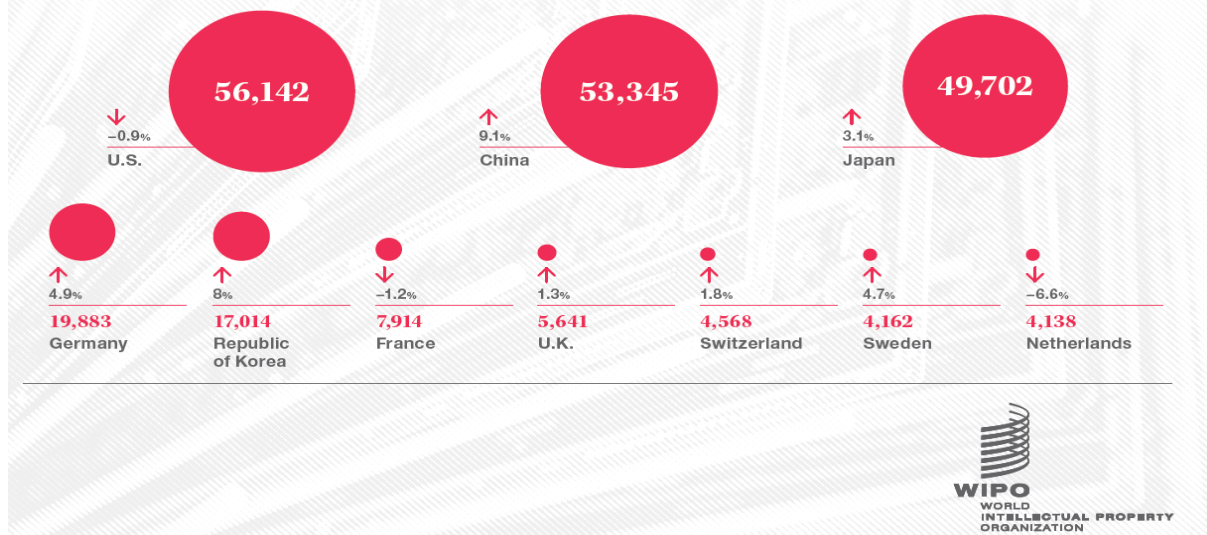 56,142
53,345
49,702
−0.9%
U.S.
9.1%
China
3.1%
Japan
4.9%
19,883
Germany
8%
17,014
Republic
of Korea
−1.2%
7,914
France
1.3%
5,641
U.K.
1.8%
4,568
Switzerland
4.7%
4,162
Sweden
−6.6%
4,138
Netherlands
WIPO
WORLD
INTELLECTUAL PROPERTY
ORGANIZATION